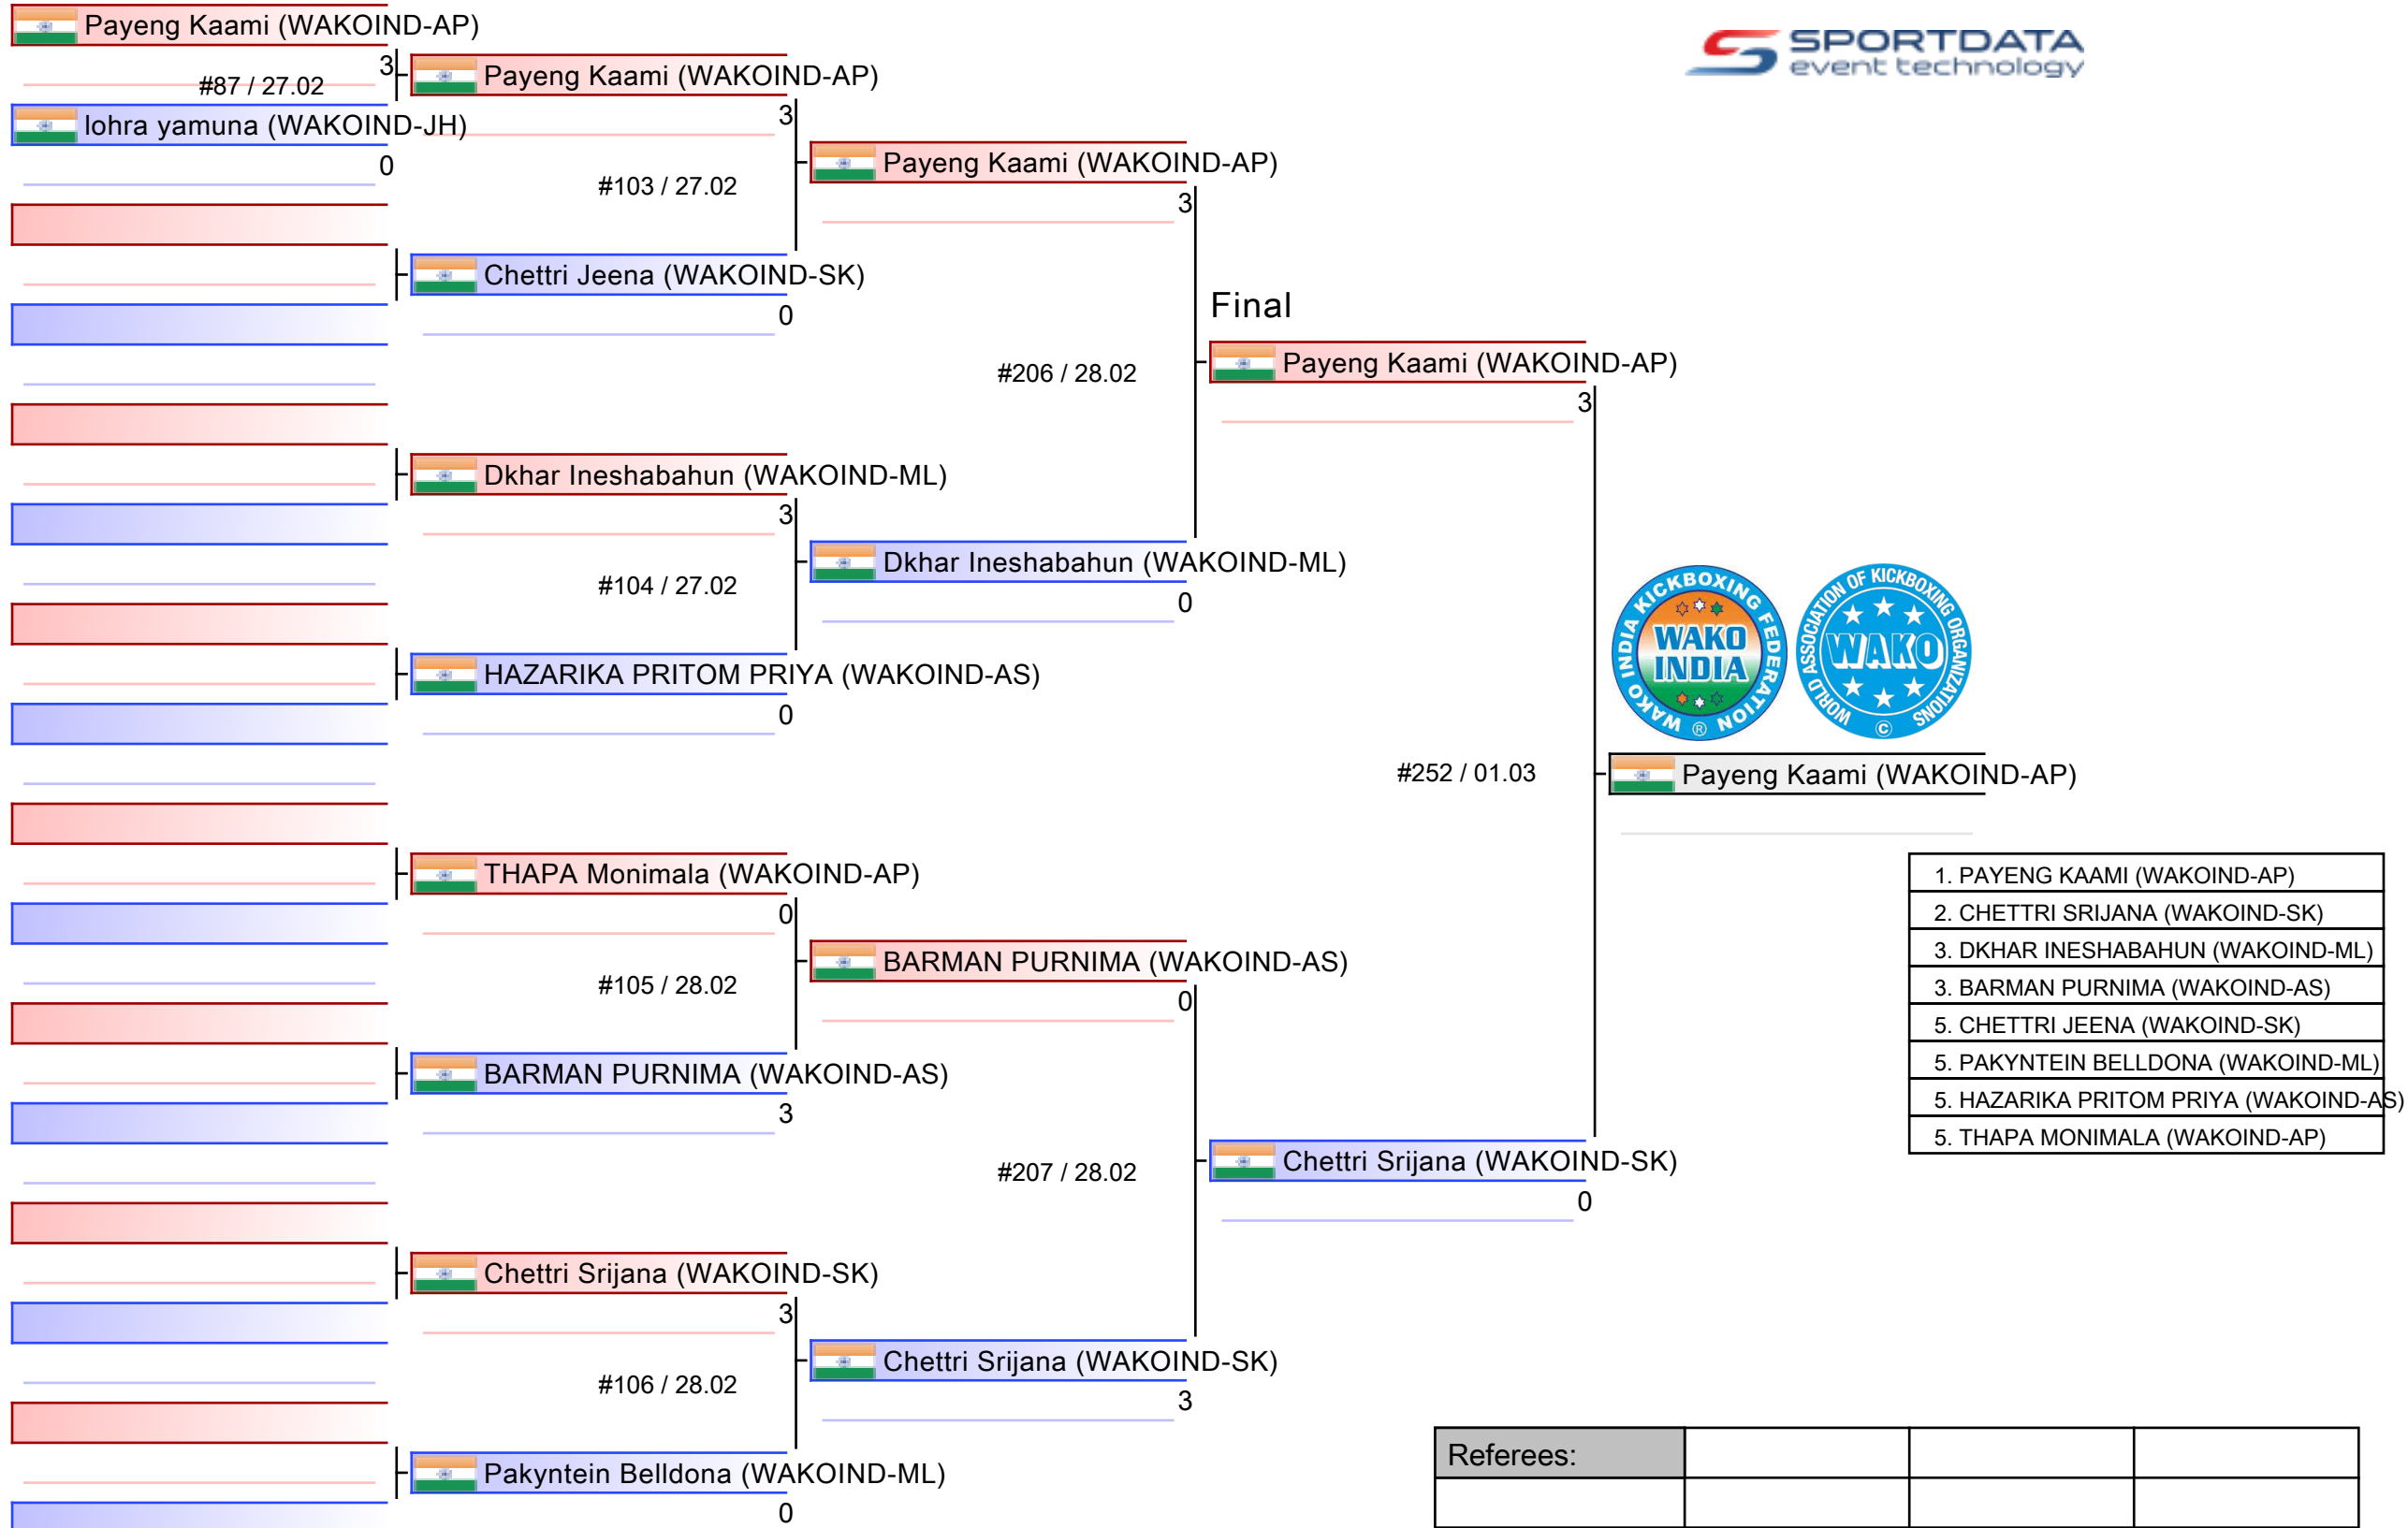 SPORTDATA
event technology
Payeng Kaami (WAKOIND-AP)
3
#87 / 27.02
lohra yamuna (WAKOIND-JH)
0
Payeng Kaami (WAKOIND-AP)
3
#103 / 27.02
Chettri Jeena (WAKOIND-SK)
0
Dkhar Ineshabahun (WAKOIND-ML)
3
#104 / 27.02
HAZARIKA PRITOM PRIYA (WAKOIND-AS)
0
THAPA Monimala (WAKOIND-AP)
0
#105 / 28.02
BARMAN PURNIMA (WAKOIND-AS)
3
Chettri Srijana (WAKOIND-SK)
3
#106 / 28.02
Pakyntein Belldona (WAKOIND-ML)
0
Payeng Kaami (WAKOIND-AP)
3
#206 / 28.02
Dkhar Ineshabahun (WAKOIND-ML)
0
BARMAN PURNIMA (WAKOIND-AS)
0
#207 / 28.02
Chettri Srijana (WAKOIND-SK)
3
Final
Payeng Kaami (WAKOIND-AP)
3
#252 / 01.03
Chettri Srijana (WAKOIND-SK)
0
WAKO INDIA KICKBOXING FEDERATION
WAKO
INDIA
®
WORLD ASSOCIATION OF KICKBOXING ORGANIZATIONS
WAKO
©
Payeng Kaami (WAKOIND-AP)
1. PAYENG KAAMI (WAKOIND-AP)
2. CHETTRI SRIJANA (WAKOIND-SK)
3. DKHAR INESHABAHUN (WAKOIND-ML)
3. BARMAN PURNIMA (WAKOIND-AS)
5. CHETTRI JEENA (WAKOIND-SK)
5. PAKYNTEIN BELLDONA (WAKOIND-ML)
5. HAZARIKA PRITOM PRIYA (WAKOIND-AS)
5. THAPA MONIMALA (WAKOIND-AP)
Referees: